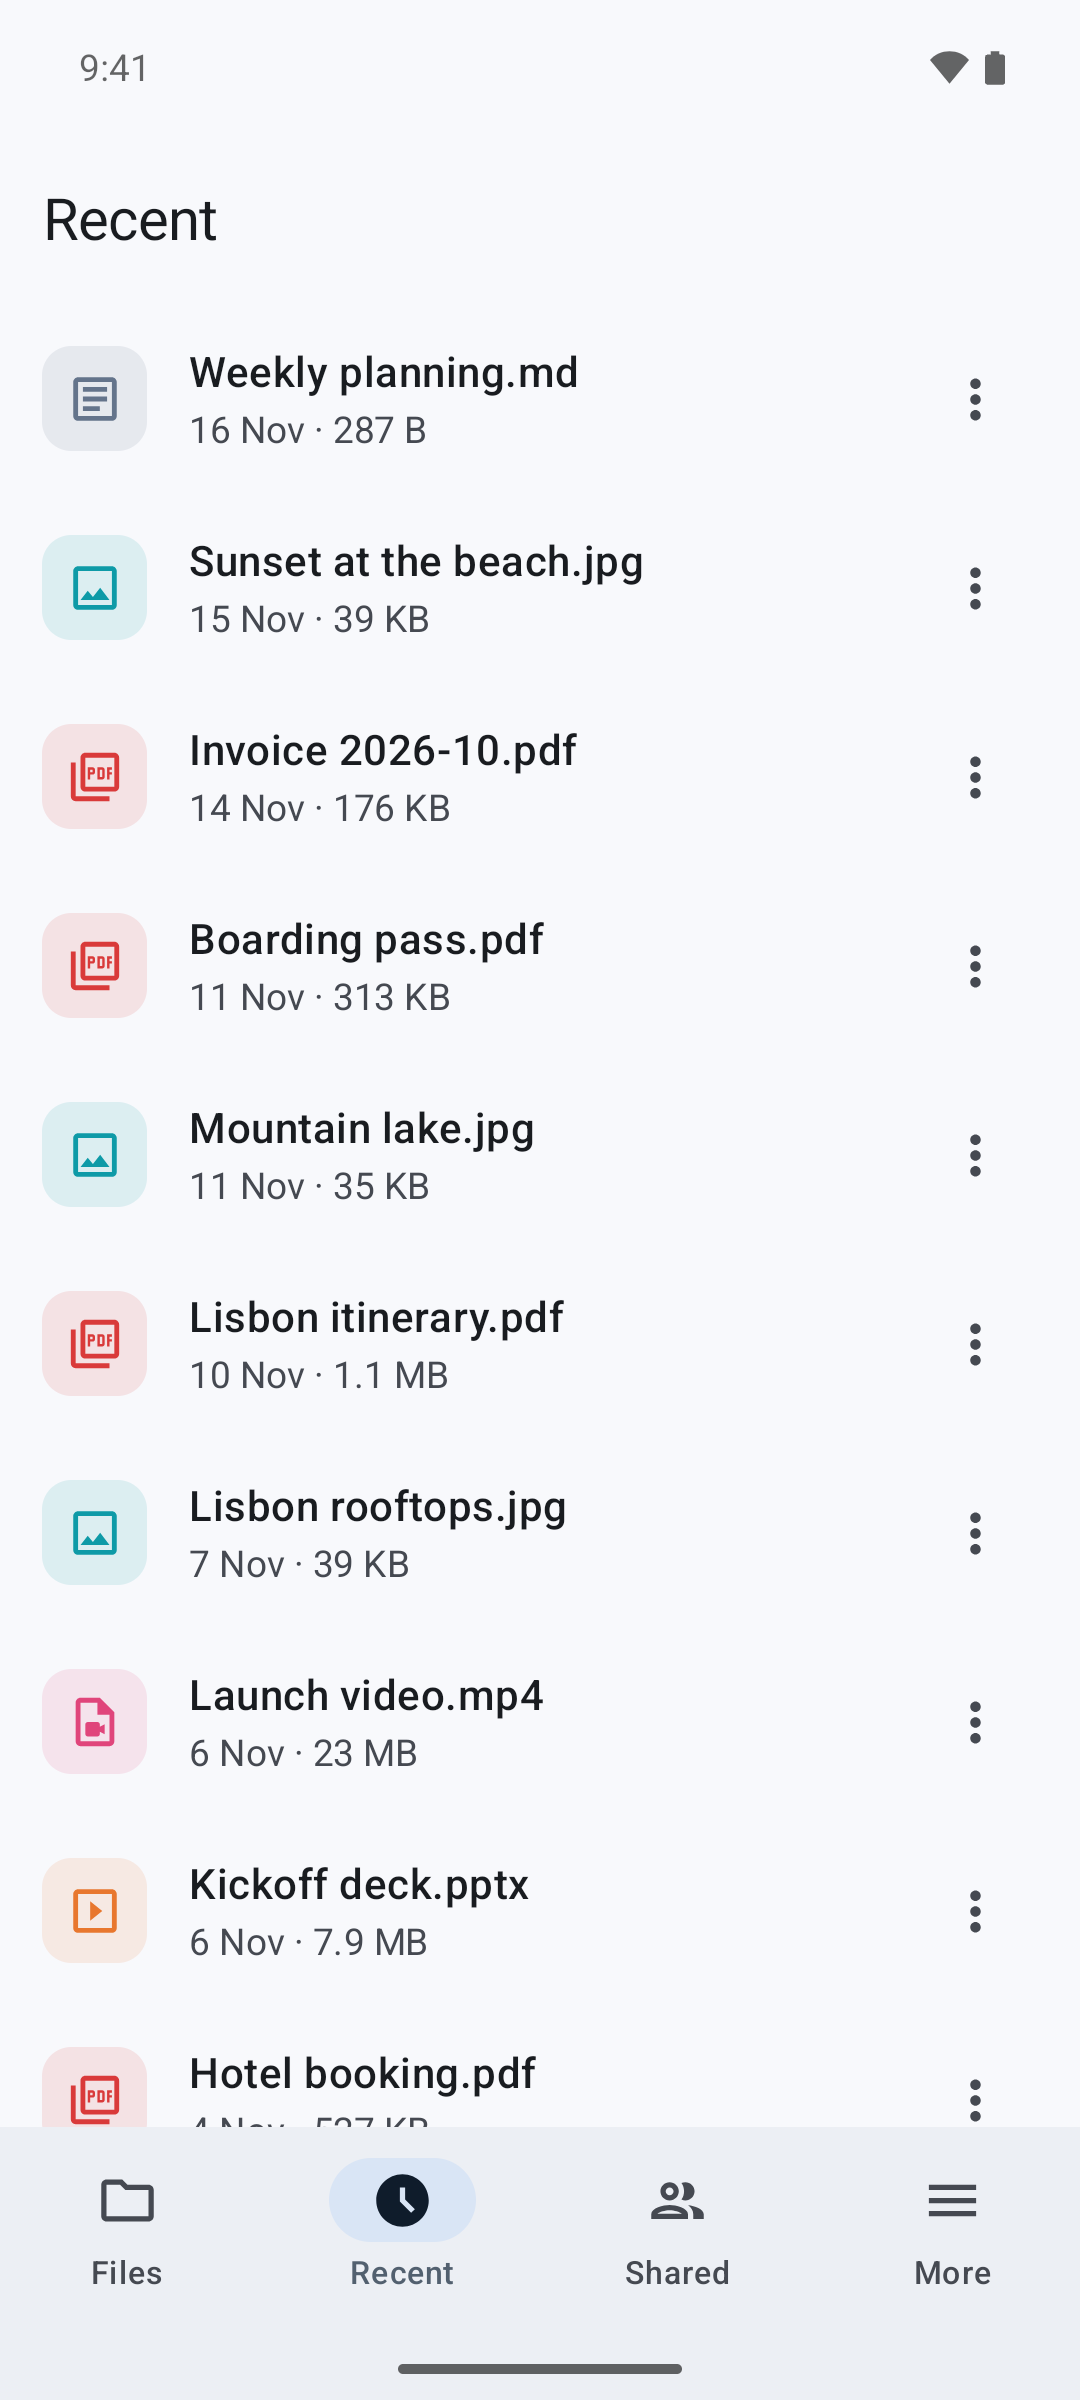 9:41
Recent
Weekly planning.md
16 Nov · 287 B
Sunset at the beach.jpg
15 Nov · 39 KB
PDF
Invoice 2026-10.pdf
14 Nov · 176 KB
PDF
Boarding pass.pdf
11 Nov · 313 KB
Mountain lake.jpg
11 Nov · 35 KB
PDF
Lisbon itinerary.pdf
10 Nov · 1.1 MB
Lisbon rooftops.jpg
7 Nov · 39 KB
Launch video.mp4
6 Nov · 23 MB
Kickoff deck.pptx
6 Nov · 7.9 MB
PDF
Hotel booking.pdf
Files
Recent
Shared
More